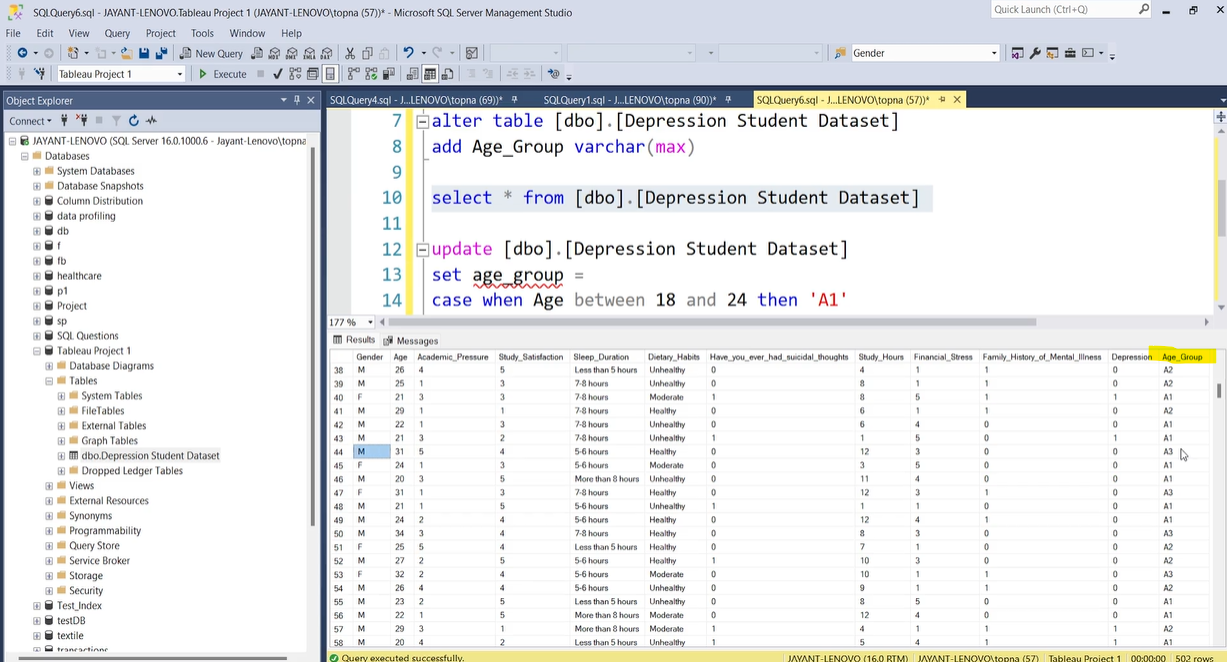 SQLQuery6.sql - JAYANT-LENOVO.Tableau Project 1 (JAYANT-LENOVO\topna (57))* - Microsoft SQL Server Management Studio
Quick Launch (Ctrl+Q)
File Edit View Query Project Tools Window Help
New Query
Gender
Tableau Project 1
Execute
Object Explorer
Connect
JAYANT-LENOVO (SQL Server 16.0.1000.6 - Jayant-Lenovo\topna
Databases
System Databases
Database Snapshots
Column Distribution
data profiling
db
f
fb
healthcare
p1
Project
sp
SQL Questions
Tableau Project 1
Database Diagrams
Tables
System Tables
FileTables
External Tables
Graph Tables
dbo.Depression Student Dataset
Dropped Ledger Tables
Views
External Resources
Synonyms
Programmability
Query Store
Service Broker
Storage
Security
Test_Index
testDB
textile
transactions
SQLQuery4.sql - J...LENOVO\topna (69))* SQLQuery1.sql - J...LENOVO\topna (90))* SQLQuery6.sql - J...LENOVO\topna (57))*
7 alter table [dbo].[Depression Student Dataset]
8 add Age_Group varchar(max)
9
10 select * from [dbo].[Depression Student Dataset]
11
12 update [dbo].[Depression Student Dataset]
13 set age_group =
14 case when Age between 18 and 24 then 'A1'
177 %
Results Messages
Gender Age Academic_Pressure Study_Satisfaction Sleep_Duration Dietary_Habits Have_you_ever_had_suicidal_thoughts Study_Hours Financial_Stress Family_History_of_Mental_Illness Depression Age_Group
38 M 26 4 5 Less than 5 hours Unhealthy 0 4 1 1 0 A2
39 M 25 1 3 7-8 hours Unhealthy 0 8 1 1 0 A2
40 F 21 3 3 7-8 hours Moderate 1 8 5 1 1 A1
41 M 29 1 1 7-8 hours Healthy 0 6 1 1 0 A2
42 M 22 1 3 7-8 hours Unhealthy 0 6 4 0 0 A1
43 M 21 3 2 7-8 hours Unhealthy 1 1 5 0 1 A1
44 M 31 5 4 5-6 hours Healthy 0 12 3 0 0 A3
45 F 24 1 3 5-6 hours Moderate 0 3 5 0 0 A1
46 M 20 3 5 More than 8 hours Unhealthy 0 11 4 0 0 A1
47 F 31 1 3 7-8 hours Healthy 0 12 3 1 0 A3
48 M 21 1 5 5-6 hours Unhealthy 1 1 1 0 0 A1
49 M 24 2 4 5-6 hours Healthy 0 12 4 1 0 A1
50 M 34 3 4 7-8 hours Healthy 0 8 3 0 0 A3
51 F 25 5 4 Less than 5 hours Healthy 0 7 1 0 0 A2
52 M 27 2 5 5-6 hours Healthy 1 10 3 0 0 A2
53 F 32 2 4 5-6 hours Moderate 0 10 1 1 0 A3
54 M 26 4 4 5-6 hours Unhealthy 0 9 1 1 0 A2
55 M 23 2 5 Less than 5 hours Unhealthy 0 8 5 0 0 A1
56 M 22 1 5 More than 8 hours Moderate 0 12 4 0 0 A1
57 M 29 3 1 More than 8 hours Moderate 1 4 1 1 1 A2
58 M 20 4 2 Less than 5 hours Unhealthy 1 5 4 1 1 A1
Query executed successfully. JAYANT-LENOVO (16.0 RTM) JAYANT-LENOVO\topna (57) Tableau Project 1 00:00:00 502 rows